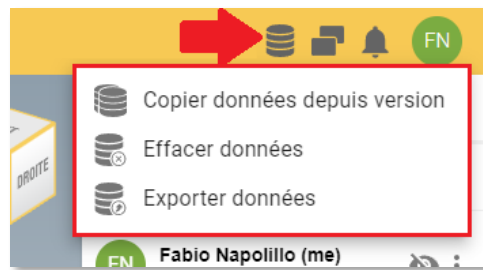 FN
Copier données depuis version
Effacer données
Exporter données
DROITE
FN
Fabio Napolillo (me)